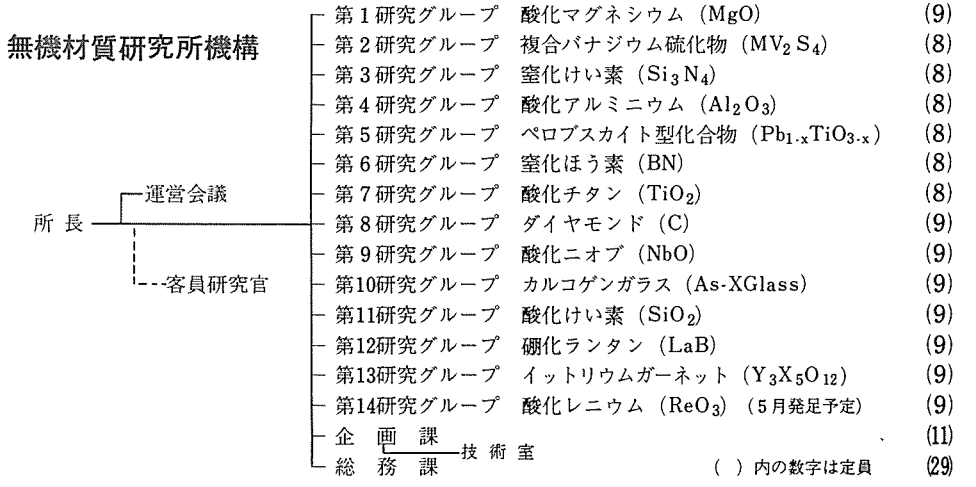 無機材質研究所機構
所長
運営会議
客員研究官
第1研究グループ 酸化マグネシウム (MgO) (9)
第2研究グループ 複合バナジウム硫化物 (MV₂S₄) (8)
第3研究グループ 窒化けい素 (Si₃N₄) (8)
第4研究グループ 酸化アルミニウム (Al₂O₃) (8)
第5研究グループ ペロブスカイト型化合物 (Pb₁₋ₓTiO₃₋ₓ) (8)
第6研究グループ 窒化ほう素 (BN) (8)
第7研究グループ 酸化チタン (TiO₂) (8)
第8研究グループ ダイヤモンド (C) (9)
第9研究グループ 酸化ニオブ (NbO) (9)
第10研究グループ カルコゲンガラス (As-XGlass) (9)
第11研究グループ 酸化けい素 (SiO₂) (9)
第12研究グループ 硼化ランタン (LaB) (9)
第13研究グループ イットリウムガーネット (Y₃X₅O₁₂) (9)
第14研究グループ 酸化レニウム (ReO₃) (5月発足予定) (9)
企画課 (11)
技術室
総務課 ( ) 内の数字は定員 (29)